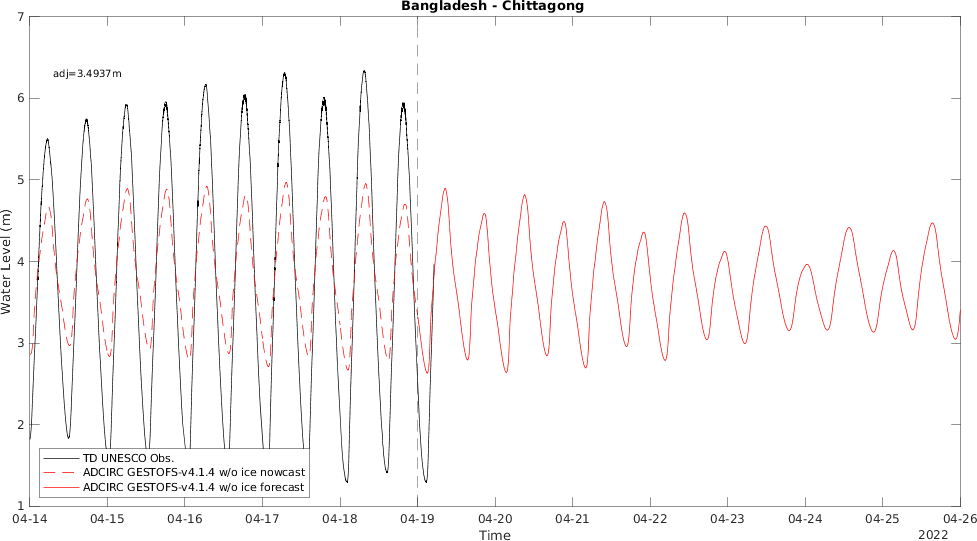 Bangladesh - Chittagong
adj=3.4937m
Water Level (m)
7
6
5
4
3
2
1
TD UNESCO Obs.
ADCIRC GESTOFS-v4.1.4 w/o ice nowcast
ADCIRC GESTOFS-v4.1.4 w/o ice forecast
04-14 04-15 04-16 04-17 04-18 04-19 04-20 04-21 04-22 04-23 04-24 04-25 04-26
Time
2022